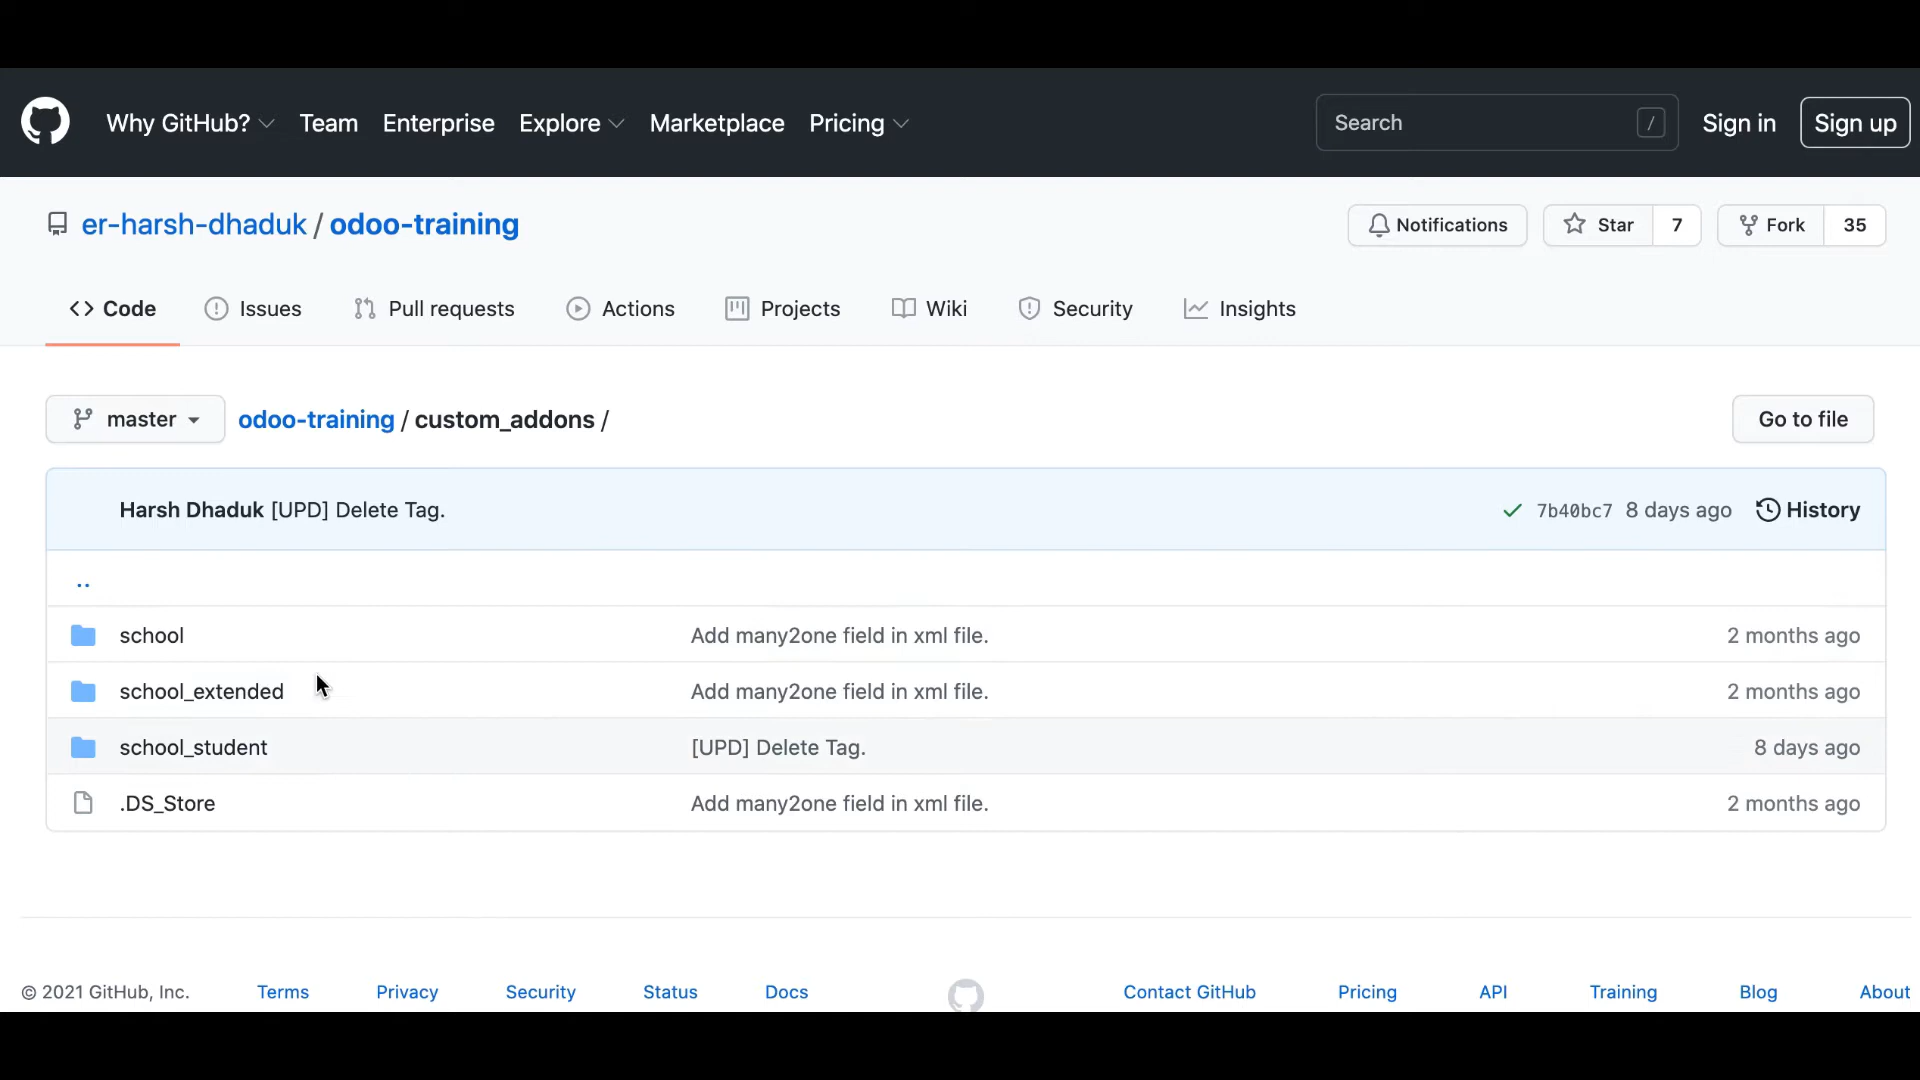 Why GitHub? Team Enterprise Explore Marketplace Pricing Search / Sign in Sign up
er-harsh-dhaduk / odoo-training Notifications Star 7 Fork 35
Code Issues Pull requests Actions Projects Wiki Security Insights
master odoo-training / custom_addons / Go to file
Harsh Dhaduk [UPD] Delete Tag. 7b40bc7 8 days ago History
..
school Add many2one field in xml file. 2 months ago
school_extended Add many2one field in xml file. 2 months ago
school_student [UPD] Delete Tag. 8 days ago
.DS_Store Add many2one field in xml file. 2 months ago
© 2021 GitHub, Inc. Terms Privacy Security Status Docs Contact GitHub Pricing API Training Blog About